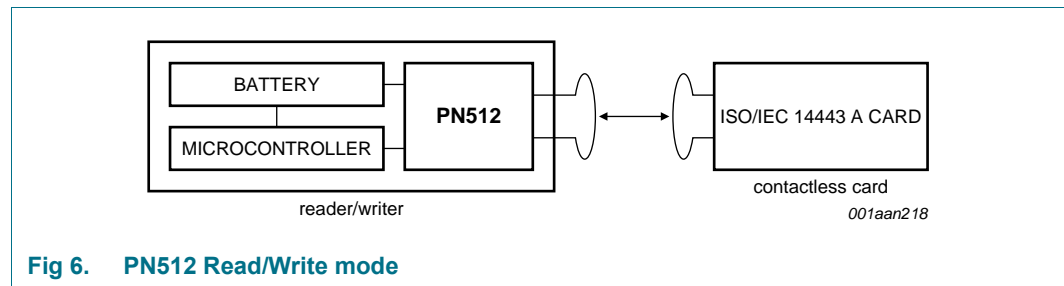 BATTERY
MICROCONTROLLER
PN512
ISO/IEC 14443 A CARD
reader/writer
contactless card
001aan218
Fig 6. PN512 Read/Write mode